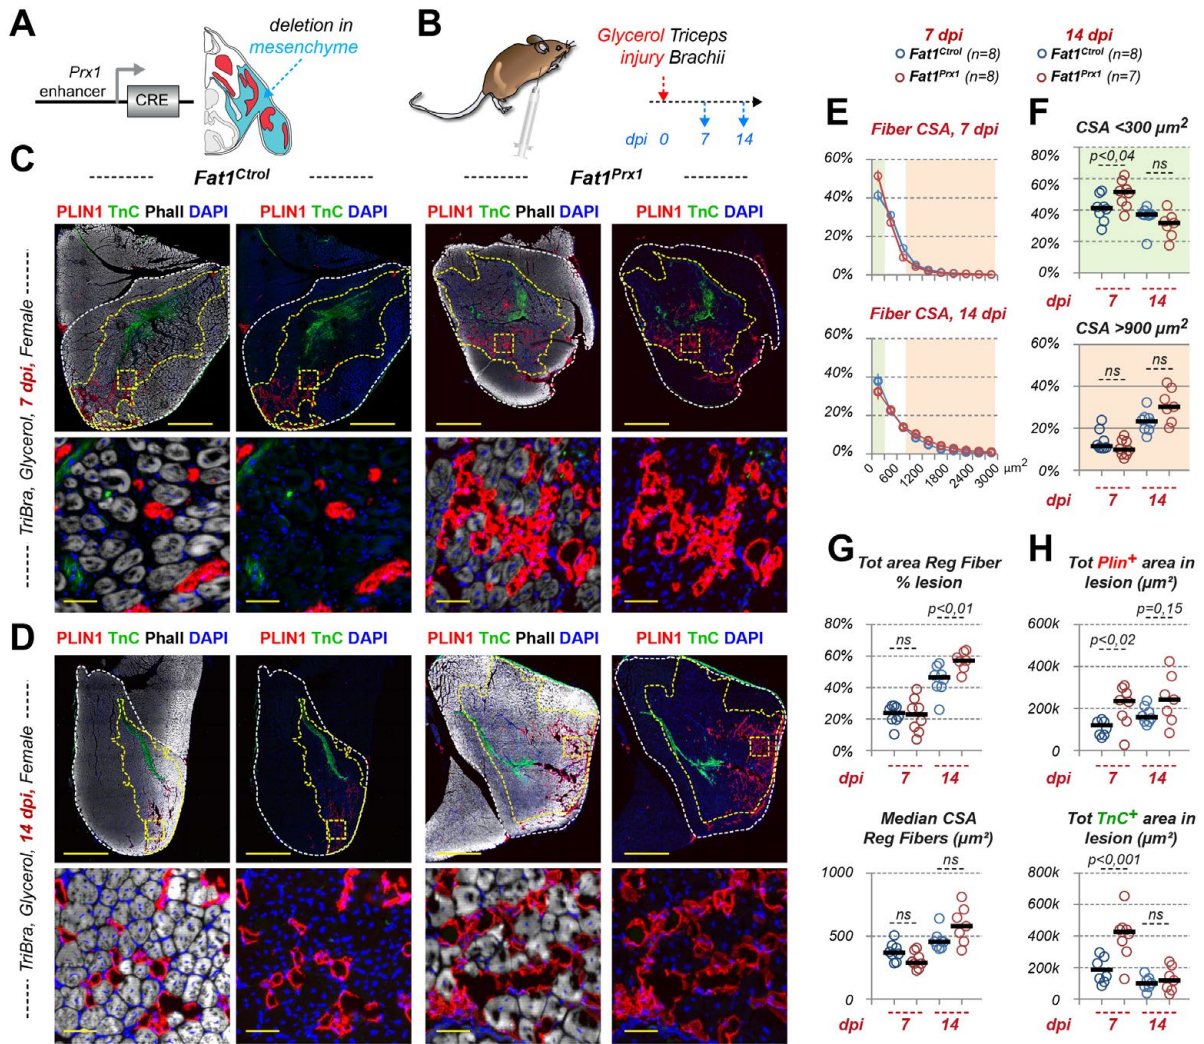 A
Prx1
enhancer
CRE
deletion in
mesenchyme
B
Glycerol Triceps
injury Brachii
dpi 0 7 14
7 dpi
Fat1Ctrol (n=8)
Fat1Prx1 (n=8)
14 dpi
Fat1Ctrol (n=8)
Fat1Prx1 (n=7)
C
Fat1Ctrol
Fat1Prx1
PLIN1 TnC Phall DAPI
PLIN1 TnC DAPI
PLIN1 TnC Phall DAPI
PLIN1 TnC DAPI
TriBra, Glycerol, 7 dpi, Female
D
PLIN1 TnC Phall DAPI
PLIN1 TnC DAPI
PLIN1 TnC Phall DAPI
PLIN1 TnC DAPI
TriBra, Glycerol, 14 dpi, Female
E
Fiber CSA, 7 dpi
60%
40%
20%
0%
Fiber CSA, 14 dpi
60%
40%
20%
0%
0 600 1200 1800 2400 3000 µm²
F
CSA <300 µm²
80%
60%
40%
20%
0%
p<0,04
ns
dpi 7 14
CSA >900 µm²
60%
40%
20%
0%
ns
ns
dpi 7 14
G
Tot area Reg Fiber
% lesion
80%
60%
40%
20%
0%
ns
p<0,01
dpi 7 14
Median CSA
Reg Fibers (µm²)
1000
500
0
ns
ns
dpi 7 14
H
Tot Plin+ area in
lesion (µm²)
600k
400k
200k
0
p<0,02
p=0,15
dpi 7 14
Tot TnC+ area in
lesion (µm²)
800k
600k
400k
200k
0
p<0,001
ns
dpi 7 14